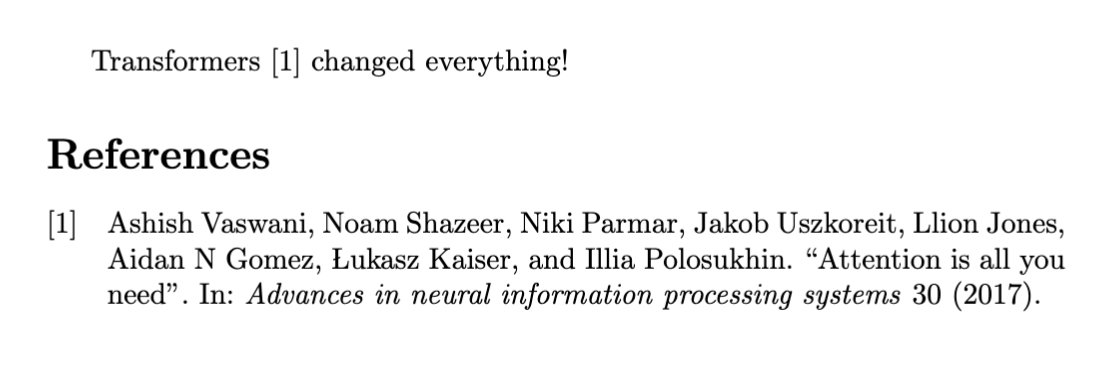 Transformers [1] changed everything!
References
[1] Ashish Vaswani, Noam Shazeer, Niki Parmar, Jakob Uszkoreit, Llion Jones,
Aidan N Gomez, Łukasz Kaiser, and Illia Polosukhin. “Attention is all you
need”. In: Advances in neural information processing systems 30 (2017).